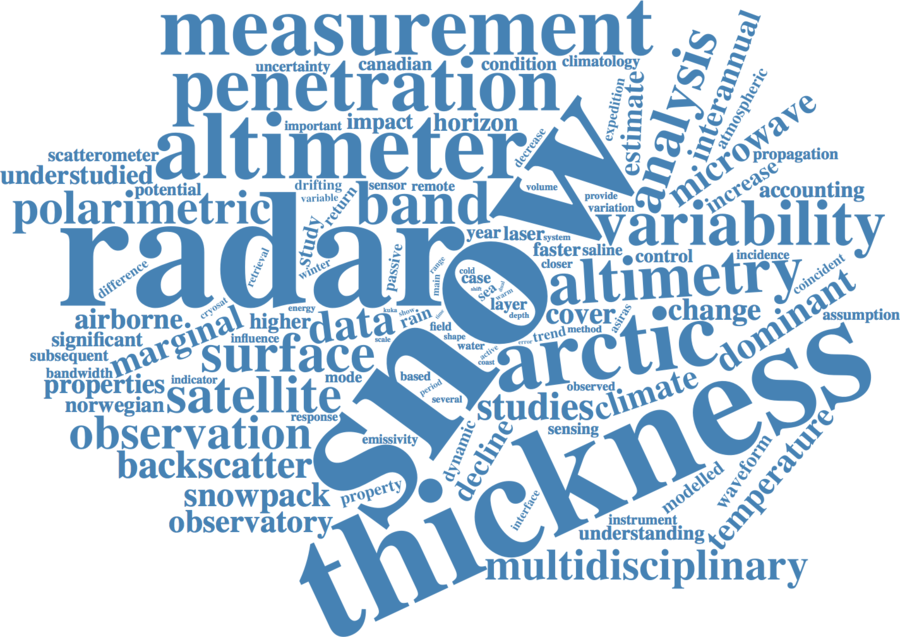 measurement
uncertainty
canadian
condition
climatology
penetration
interannual
analysis
atmospheric
expedition
estimate
microwave
altimeter
important
impact
horizon
decrease
snow
scatterometer
understudied
potential
polarimetric
drifting
variable
return
sensor
remote
band
volume
provide
variation
propagation
increase
accounting
variability
radar
study
winter
retrieval
difference
passive
range
main
year
laser
system
faster
saline
closer
control
incidence
coincident
altimetry
cold
case
sea
warm
layer
depth
cover
change
assumption
dominant
airborne
cryosat
energy
kuka
show
rain
time
asiras
significant
marginal
higher
influence
data
scale
field
shape
water
trend
method
error
arctic
subsequent
surface
active
coast
bandwidth
properties
indicator
mode
based
period
several
observed
climate
norwegian
satellite
response
studies
sensing
thickness
observation
emissivity
dynamic
decline
backscatter
snowpack
property
interface
modelled
waveform
temperature
observatory
instrument
understanding
multidisciplinary